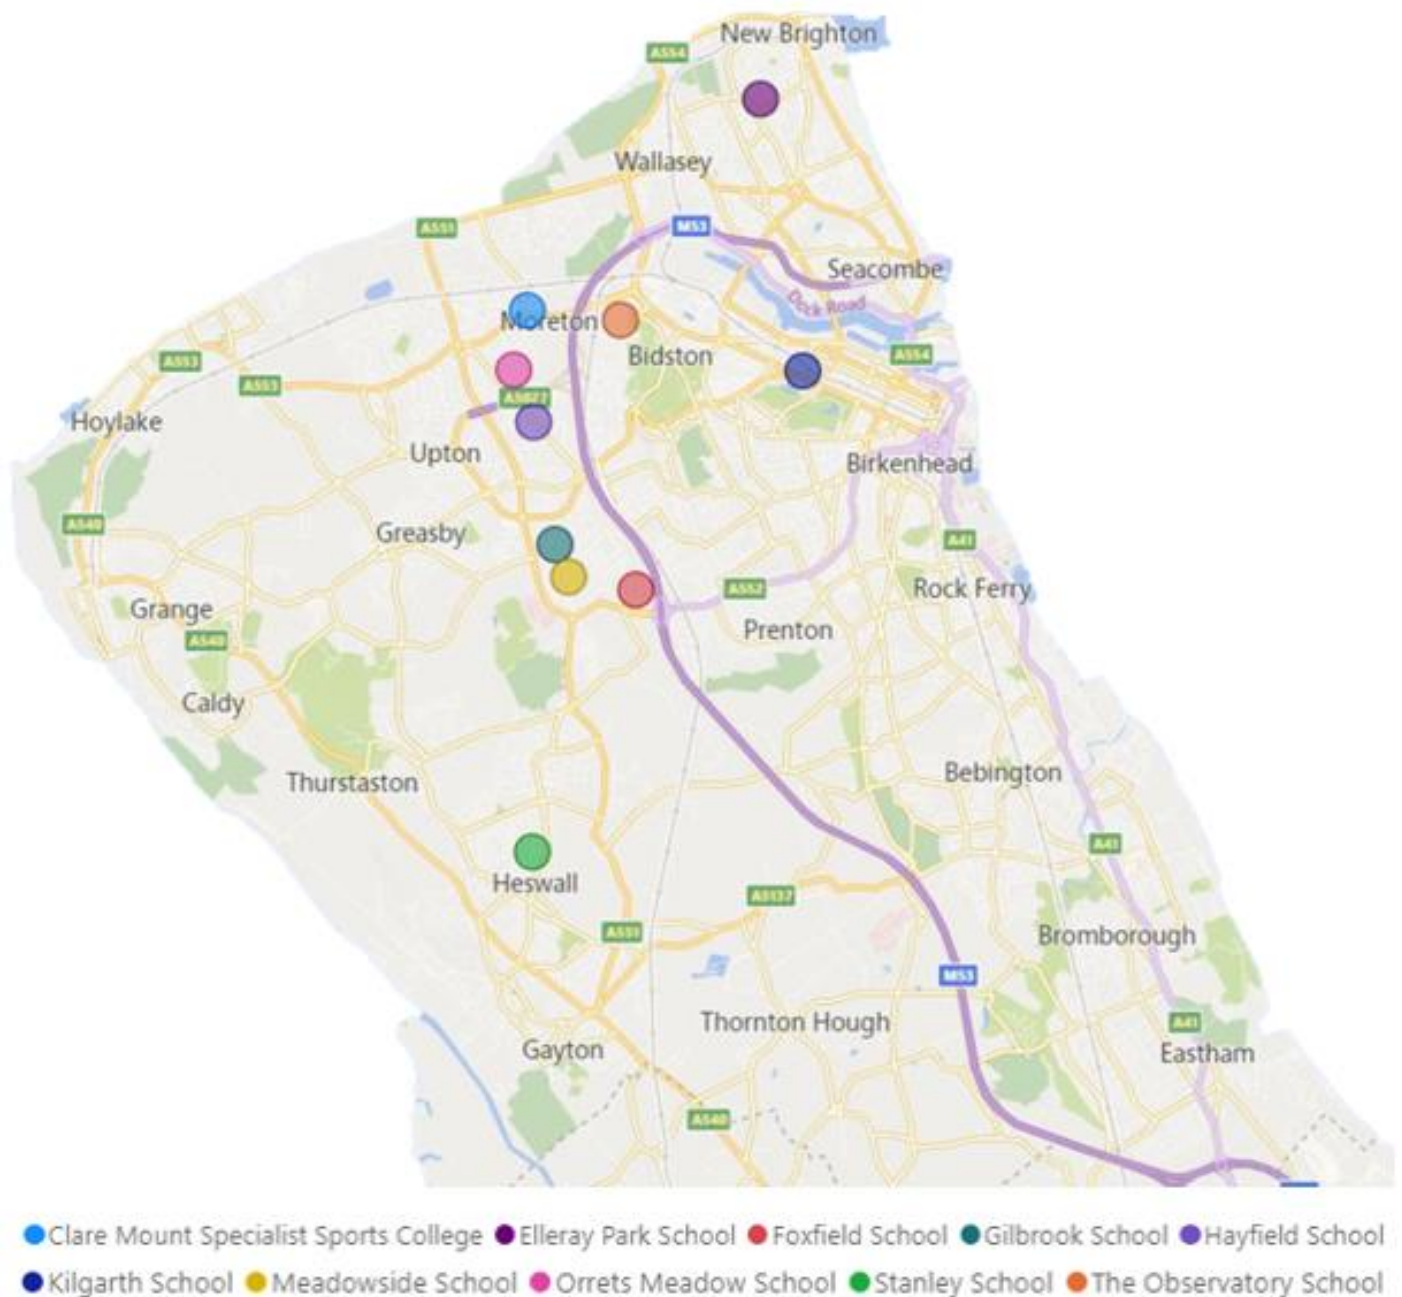 New Brighton
A554
Wallasey
A551
M53
Seacombe
Dock Road
Moreton
Bidston
A554
A553
A553
A5027
Hoylake
Upton
Birkenhead
A540
Greasby
A41
A552
Rock Ferry
Grange
Prenton
A540
Caldy
Thurstaston
Bebington
A41
Heswall
A5137
A551
Bromborough
M53
Thornton Hough
A41
Gayton
Eastham
A540
Clare Mount Specialist Sports College Elleray Park School Foxfield School Gilbrook School Hayfield School
Kilgarth School Meadowside School Orrets Meadow School Stanley School The Observatory School